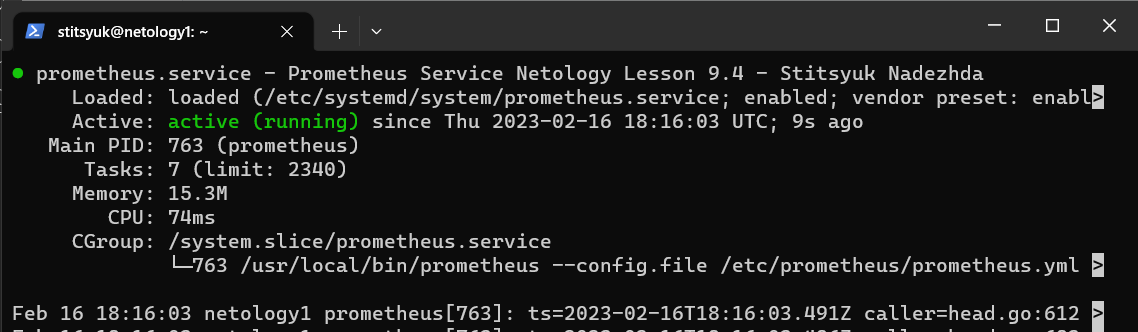 stitsyuk@netology1: ~
● prometheus.service - Prometheus Service Netology Lesson 9.4 - Stitsyuk Nadezhda
Loaded: loaded (/etc/systemd/system/prometheus.service; enabled; vendor preset: enabl>
Active: active (running) since Thu 2023-02-16 18:16:03 UTC; 9s ago
Main PID: 763 (prometheus)
Tasks: 7 (limit: 2340)
Memory: 15.3M
CPU: 74ms
CGroup: /system.slice/prometheus.service
└─763 /usr/local/bin/prometheus --config.file /etc/prometheus/prometheus.yml >
Feb 16 18:16:03 netology1 prometheus[763]: ts=2023-02-16T18:16:03.491Z caller=head.go:612 >